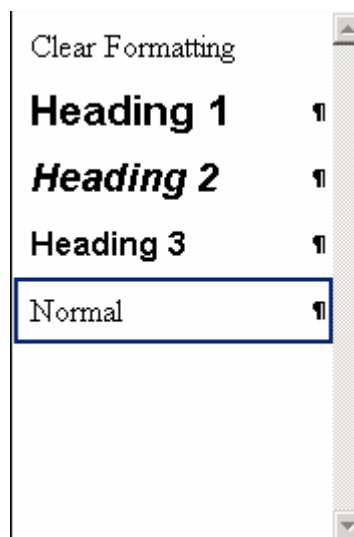 Clear Formatting
Heading 1 ¶
Heading 2 ¶
Heading 3 ¶
Normal ¶